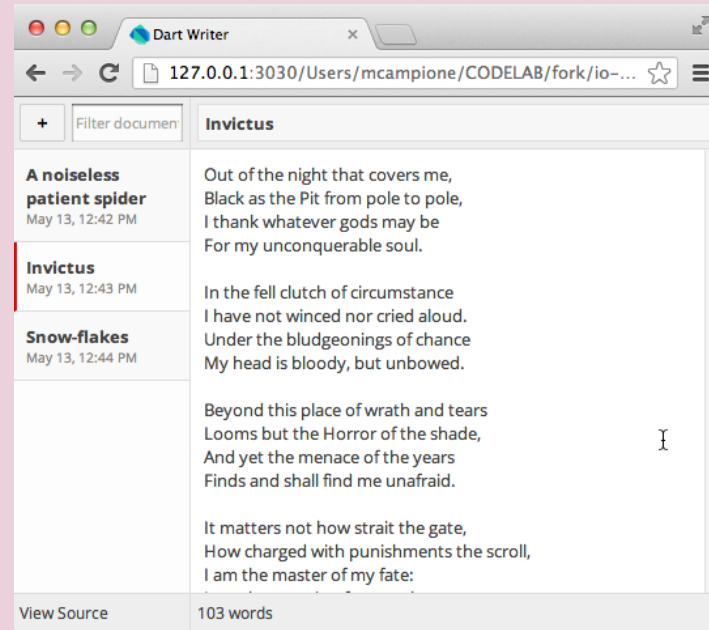 Dart Writer
127.0.0.1:3030/Users/mcampione/CODELAB/fork/io-...
+
Filter documen
Invictus
A noiseless
patient spider
May 13, 12:42 PM
Invictus
May 13, 12:43 PM
Snow-flakes
May 13, 12:44 PM
Out of the night that covers me,
Black as the Pit from pole to pole,
I thank whatever gods may be
For my unconquerable soul.
In the fell clutch of circumstance
I have not winced nor cried aloud.
Under the bludgeonings of chance
My head is bloody, but unbowed.
Beyond this place of wrath and tears
Looms but the Horror of the shade,
And yet the menace of the years
Finds and shall find me unafraid.
It matters not how strait the gate,
How charged with punishments the scroll,
I am the master of my fate:
View Source
103 words